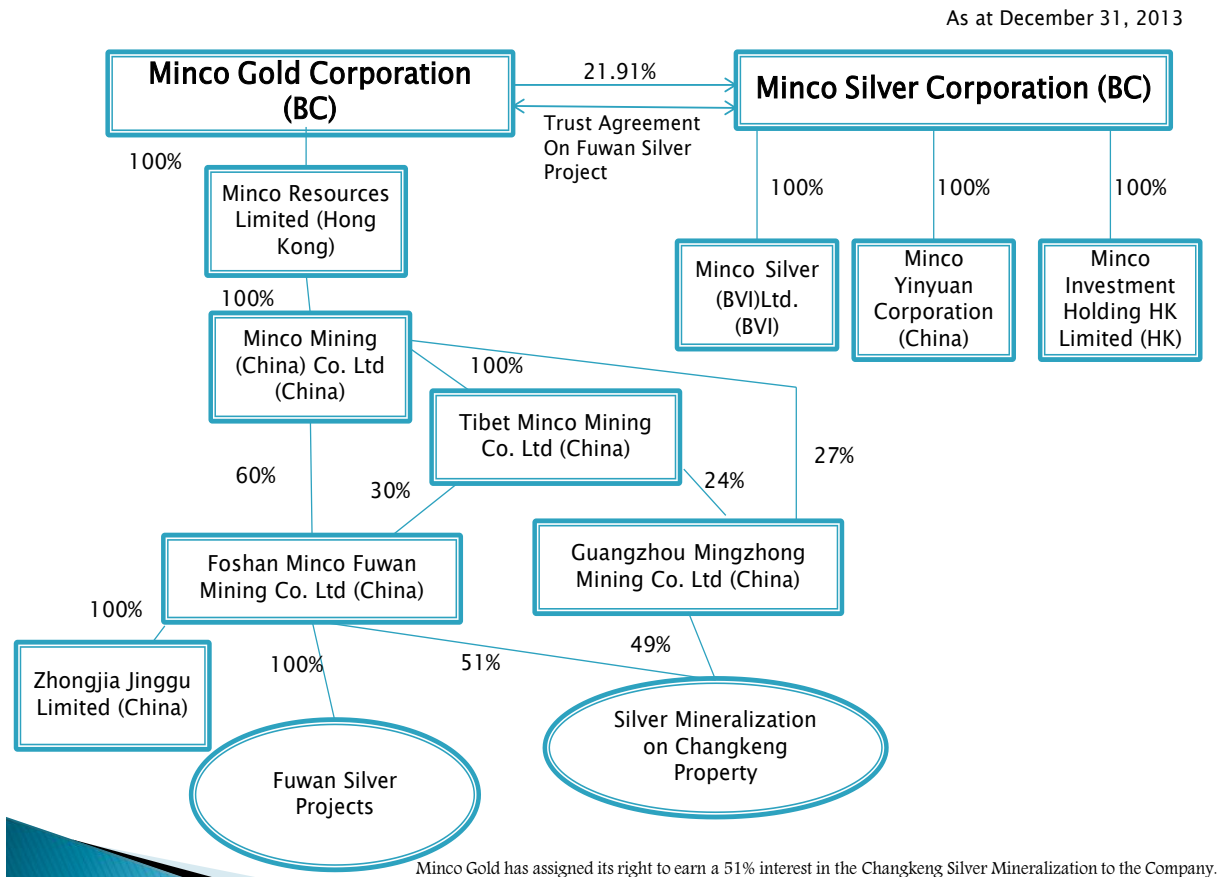 As at December 31, 2013
Minco Gold Corporation
(BC)
21.91%
Minco Silver Corporation (BC)
Trust Agreement
On Fuwan Silver
Project
100%
Minco Resources
Limited (Hong
Kong)
100%
100%
100%
Minco Silver
(BVI)Ltd.
(BVI)
Minco
Yinyuan
Corporation
(China)
Minco
Investment
Holding HK
Limited (HK)
100%
Minco Mining
(China) Co. Ltd
(China)
100%
Tibet Minco Mining
Co. Ltd (China)
27%
60%
30%
24%
Foshan Minco Fuwan
Mining Co. Ltd (China)
Guangzhou Mingzhong
Mining Co. Ltd (China)
100%
Zhongjia Jinggu
Limited (China)
100%
51%
49%
Fuwan Silver
Projects
Silver Mineralization
on Changkeng
Property
Minco Gold has assigned its right to earn a 51% interest in the Changkeng Silver Mineralization to the Company.